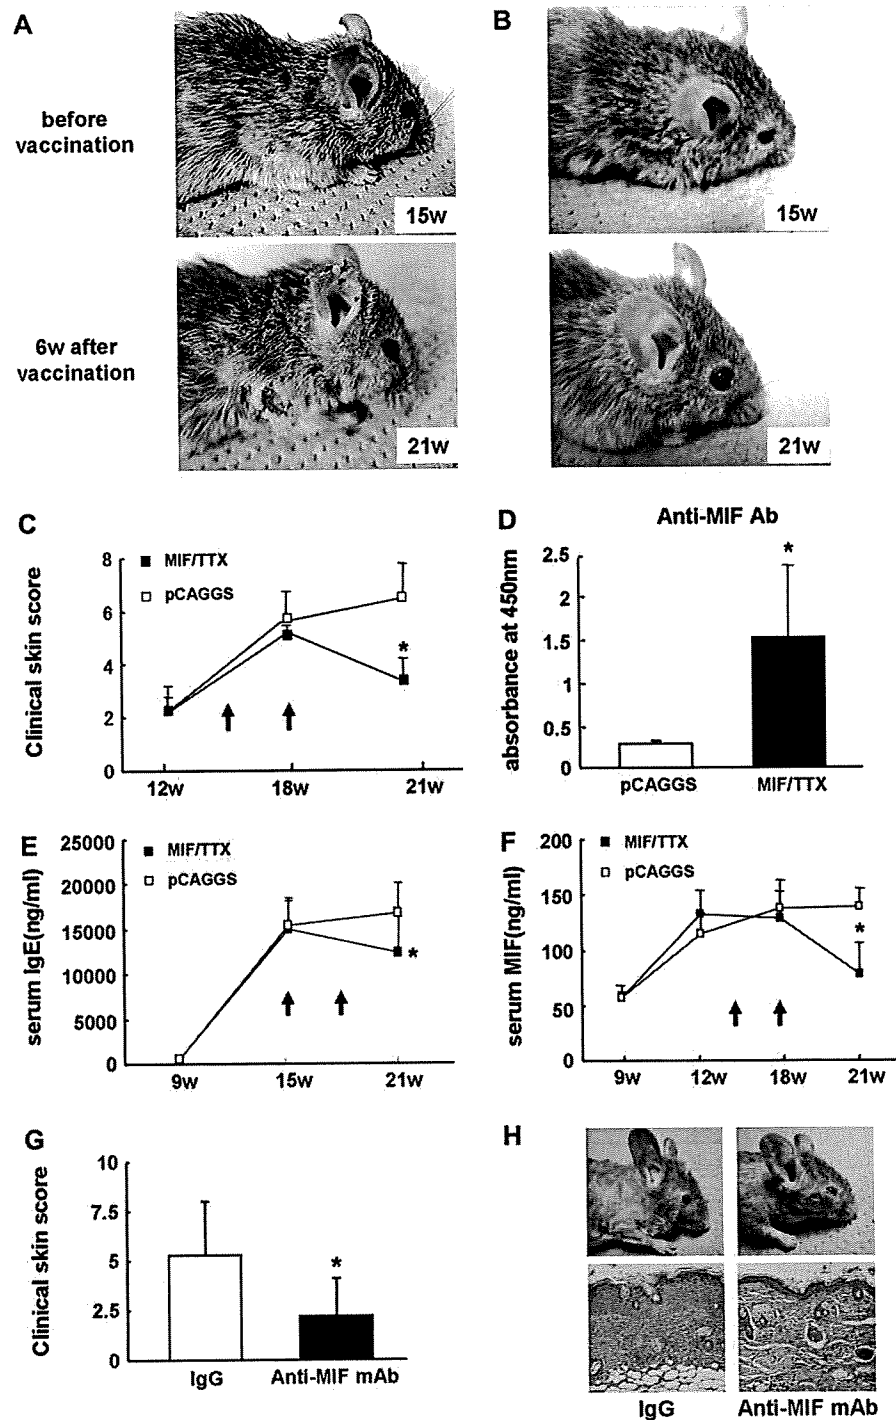 A
B
before
vaccination
15w
15w
6w after
vaccination
21w
21w
C
Clinical skin score
8
6
4
2
0
MIF/TTX
pCAGGS
*
12w 18w 21w
D
Anti-MIF Ab
absorbance at 450nm
2.5
2
1.5
1
0.5
0
*
pCAGGS MIF/TTX
E
serum IgE(ng/ml)
25000
20000
15000
10000
5000
0
MIF/TTX
pCAGGS
*
9w 15w 21w
F
serum MIF(ng/ml)
200
150
100
50
0
MIF/TTX
pCAGGS
*
9w 12w 18w 21w
G
Clinical skin score
10
7.5
5
2.5
0
*
IgG Anti-MIF mAb
H
IgG Anti-MIF mAb